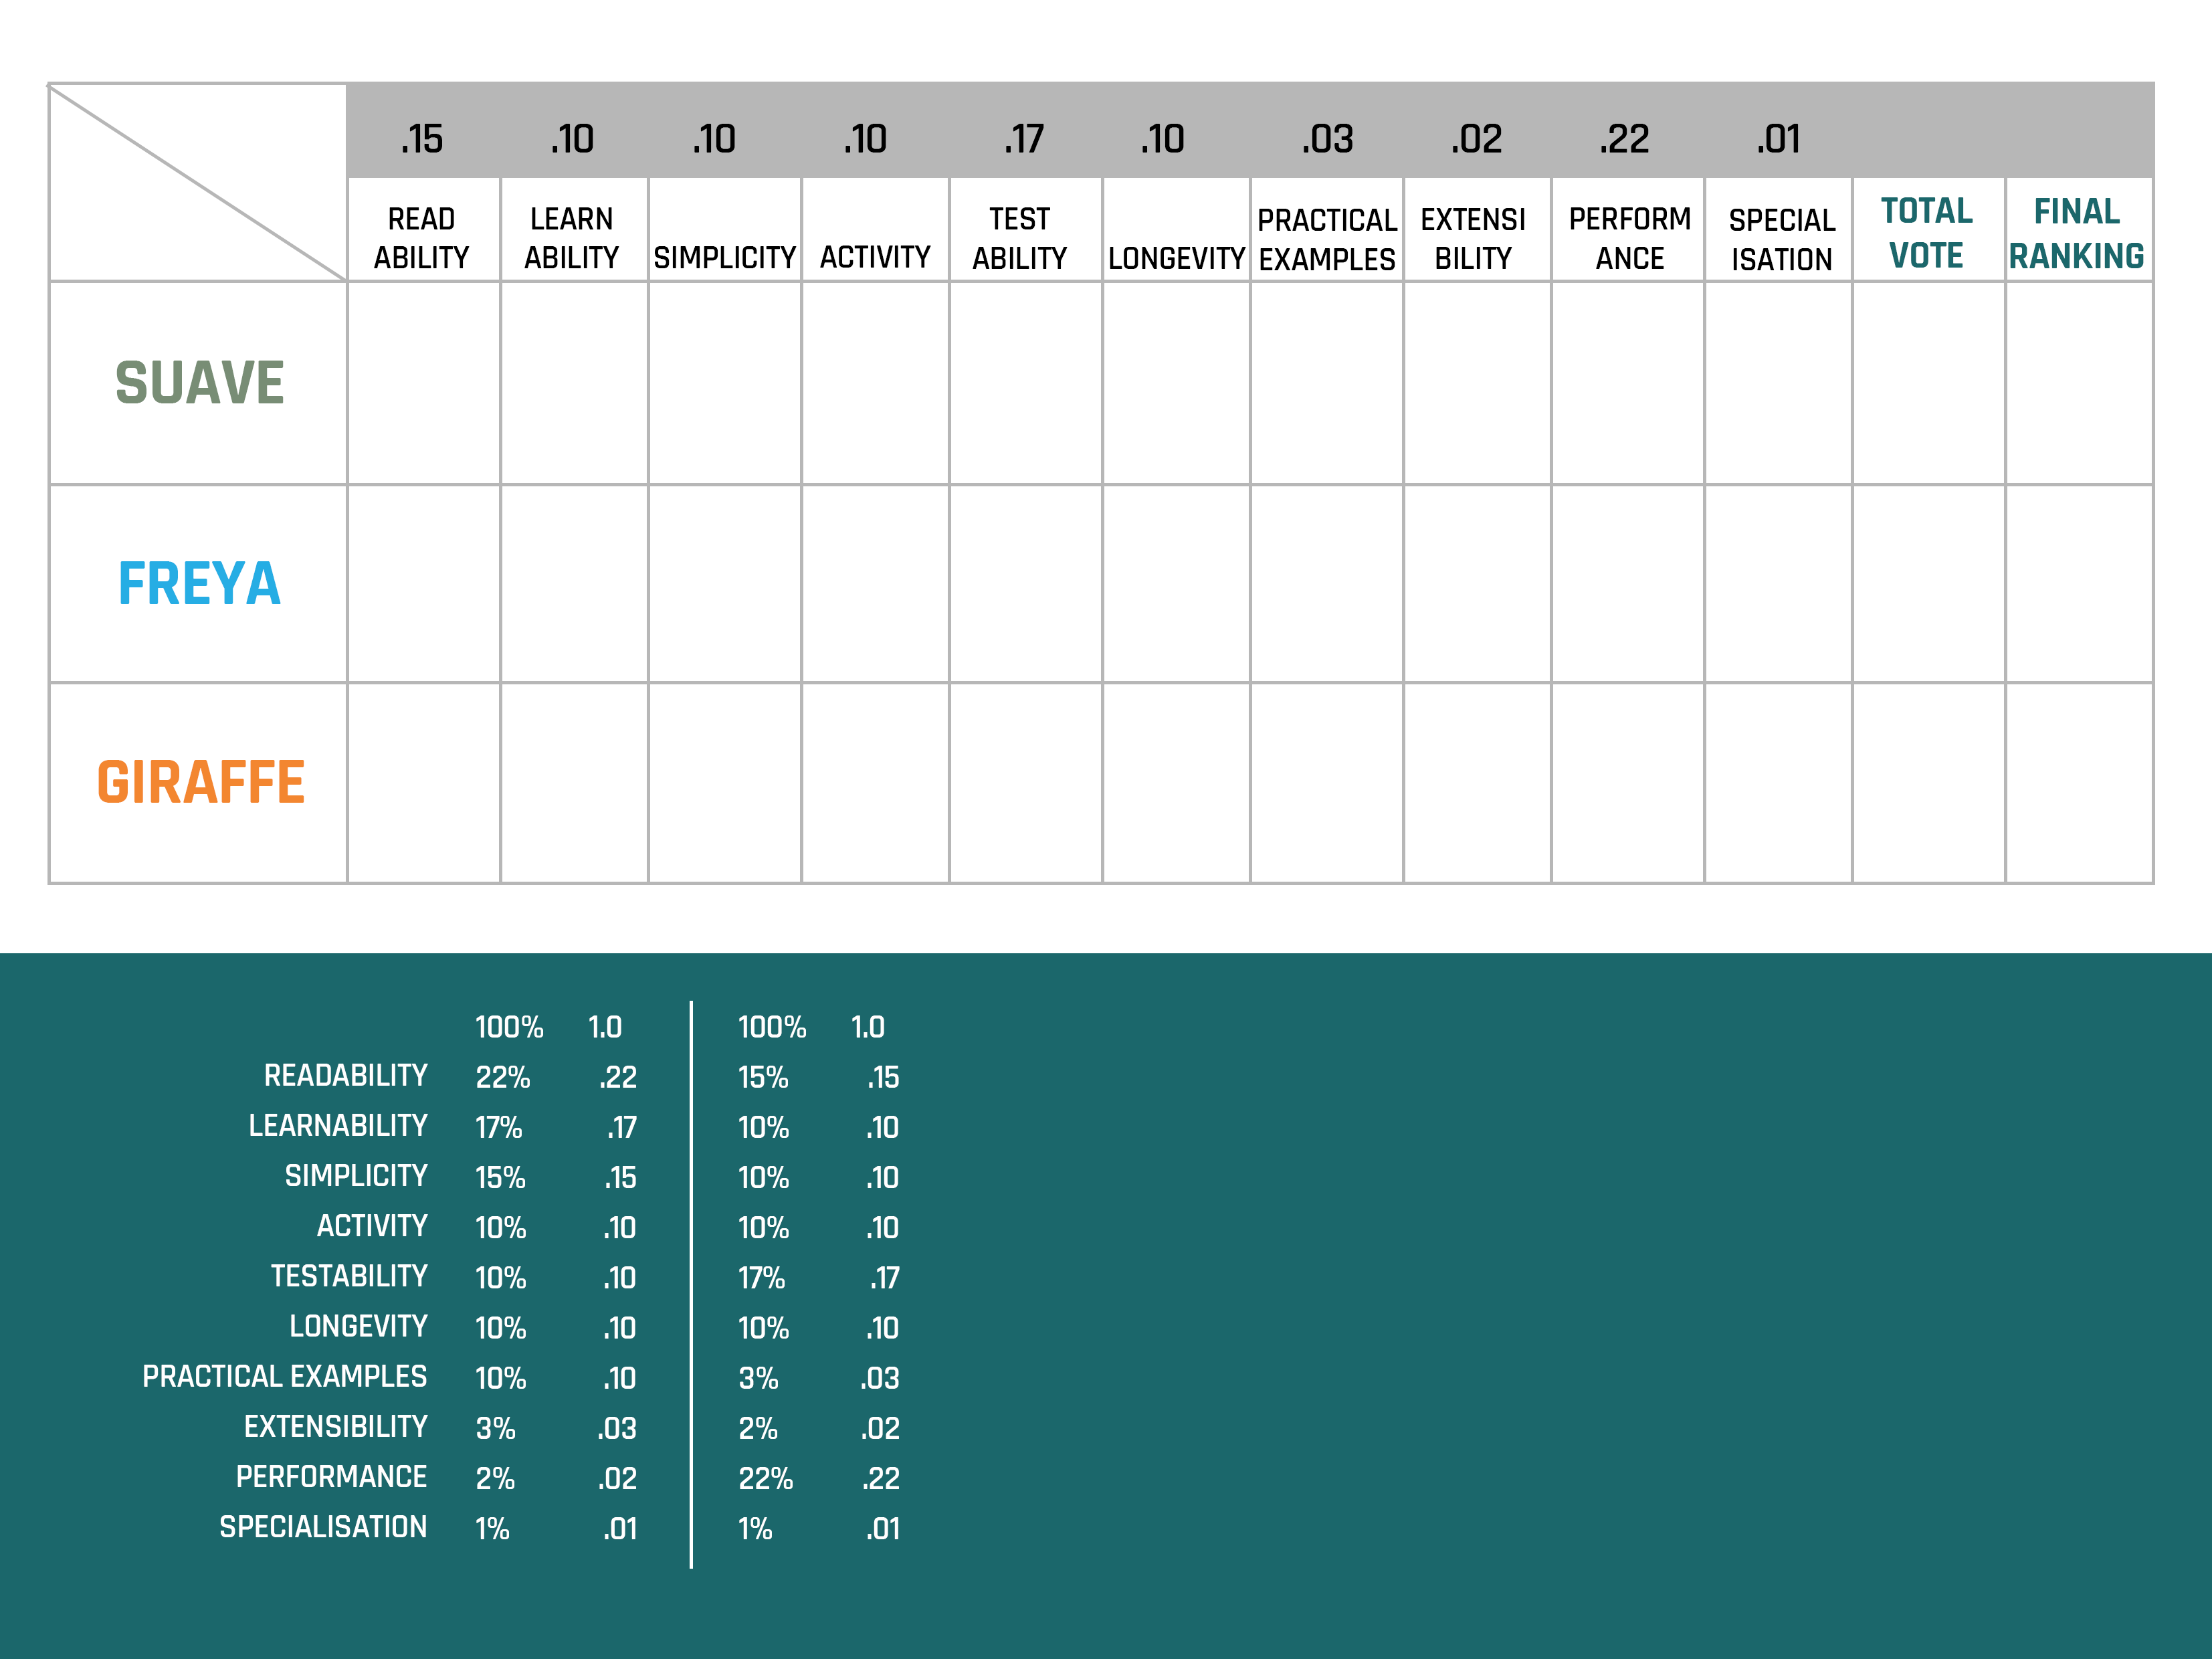 .15 .10 .10 .10 .17 .10 .03 .02 .22 .01
READ LEARN TEST PRACTICAL EXTENSI PERFORM SPECIAL TOTAL FINAL
ABILITY ABILITY SIMPLICITY ACTIVITY ABILITY LONGEVITY EXAMPLES BILITY ANCE ISATION VOTE RANKING
SUAVE
FREYA
GIRAFFE
100% 1.0 100% 1.0
READABILITY 22% .22 15% .15
LEARNABILITY 17% .17 10% .10
SIMPLICITY 15% .15 10% .10
ACTIVITY 10% .10 10% .10
TESTABILITY 10% .10 17% .17
LONGEVITY 10% .10 10% .10
PRACTICAL EXAMPLES 10% .10 3% .03
EXTENSIBILITY 3% .03 2% .02
PERFORMANCE 2% .02 22% .22
SPECIALISATION 1% .01 1% .01